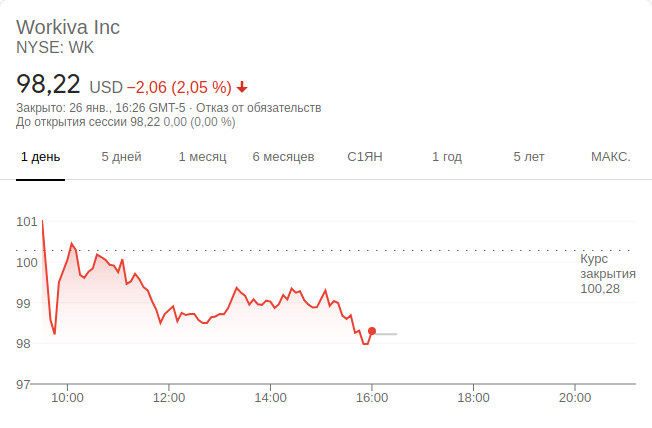 Workiva Inc
NYSE: WK
98,22 USD −2,06 (2,05 %)
Закрыто: 26 янв., 16:26 GMT-5 · Отказ от обязательств
До открытия сессии 98,22 0,00 (0,00 %)
1 день 5 дней 1 месяц 6 месяцев С1ЯН 1 год 5 лет МАКС.
101
100
99
98
97
Курс
закрытия
100,28
10:00 12:00 14:00 16:00 18:00 20:00